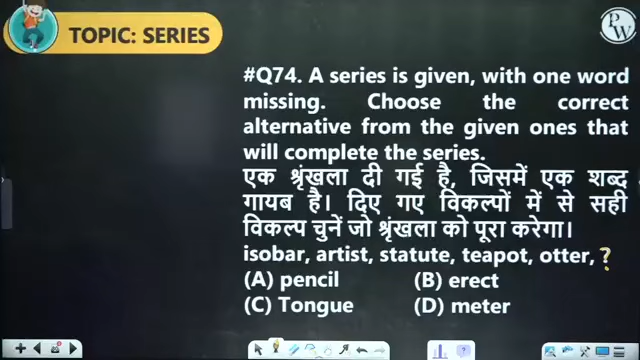 TOPIC: SERIES
PW
#Q74. A series is given, with one word
missing. Choose the correct
alternative from the given ones that
will complete the series.
एक श्रृंखला दी गई है, जिसमें एक शब्द
गायब है। दिए गए विकल्पों में से सही
विकल्प चुनें जो श्रृंखला को पूरा करेगा।
isobar, artist, statute, teapot, otter, ?
(A) pencil (B) erect
(C) Tongue (D) meter